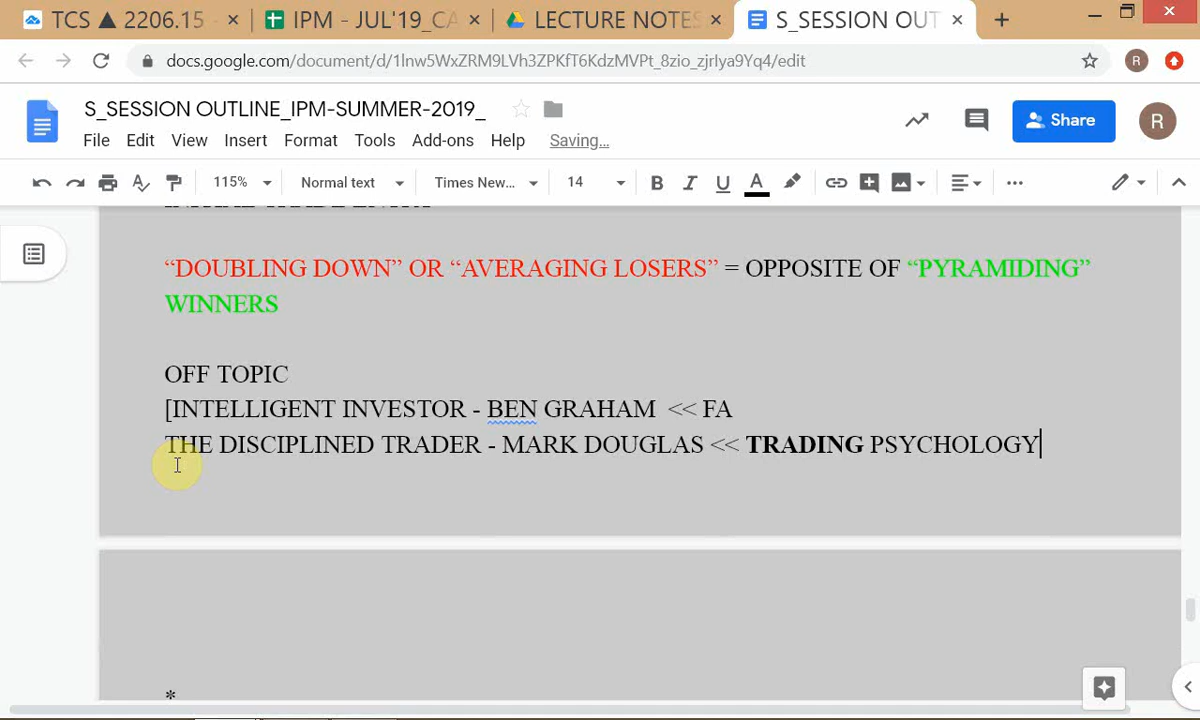 TCS ▲ 2206.15
IPM - JUL'19_CA
LECTURE NOTES
S_SESSION OUT
docs.google.com/document/d/1lnw5WxZRM9LVh3ZPKfT6KdzMVPt_8zio_zjrIya9Yq4/edit
R
S_SESSION OUTLINE_IPM-SUMMER-2019_
File Edit View Insert Format Tools Add-ons Help Saving...
Share
R
115% Normal text Times New... 14 B I U A
“DOUBLING DOWN” OR “AVERAGING LOSERS” = OPPOSITE OF “PYRAMIDING”
WINNERS
OFF TOPIC
[INTELLIGENT INVESTOR - BEN GRAHAM << FA
THE DISCIPLINED TRADER - MARK DOUGLAS << TRADING PSYCHOLOGY
*